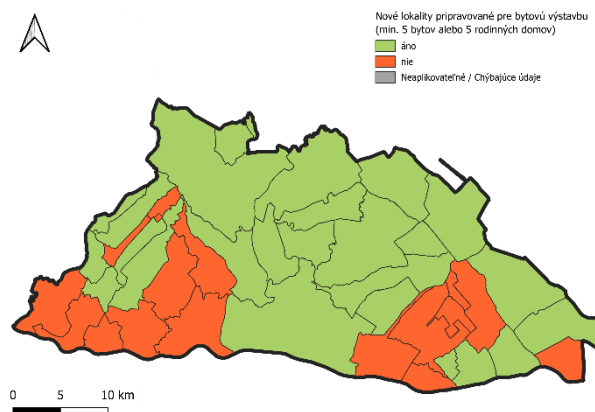 Nové lokality pripravované pre bytovú výstavbu
(min. 5 bytov alebo 5 rodinných domov)
áno
nie
Neaplikovateľné / Chýbajúce údaje
0 5 10 km